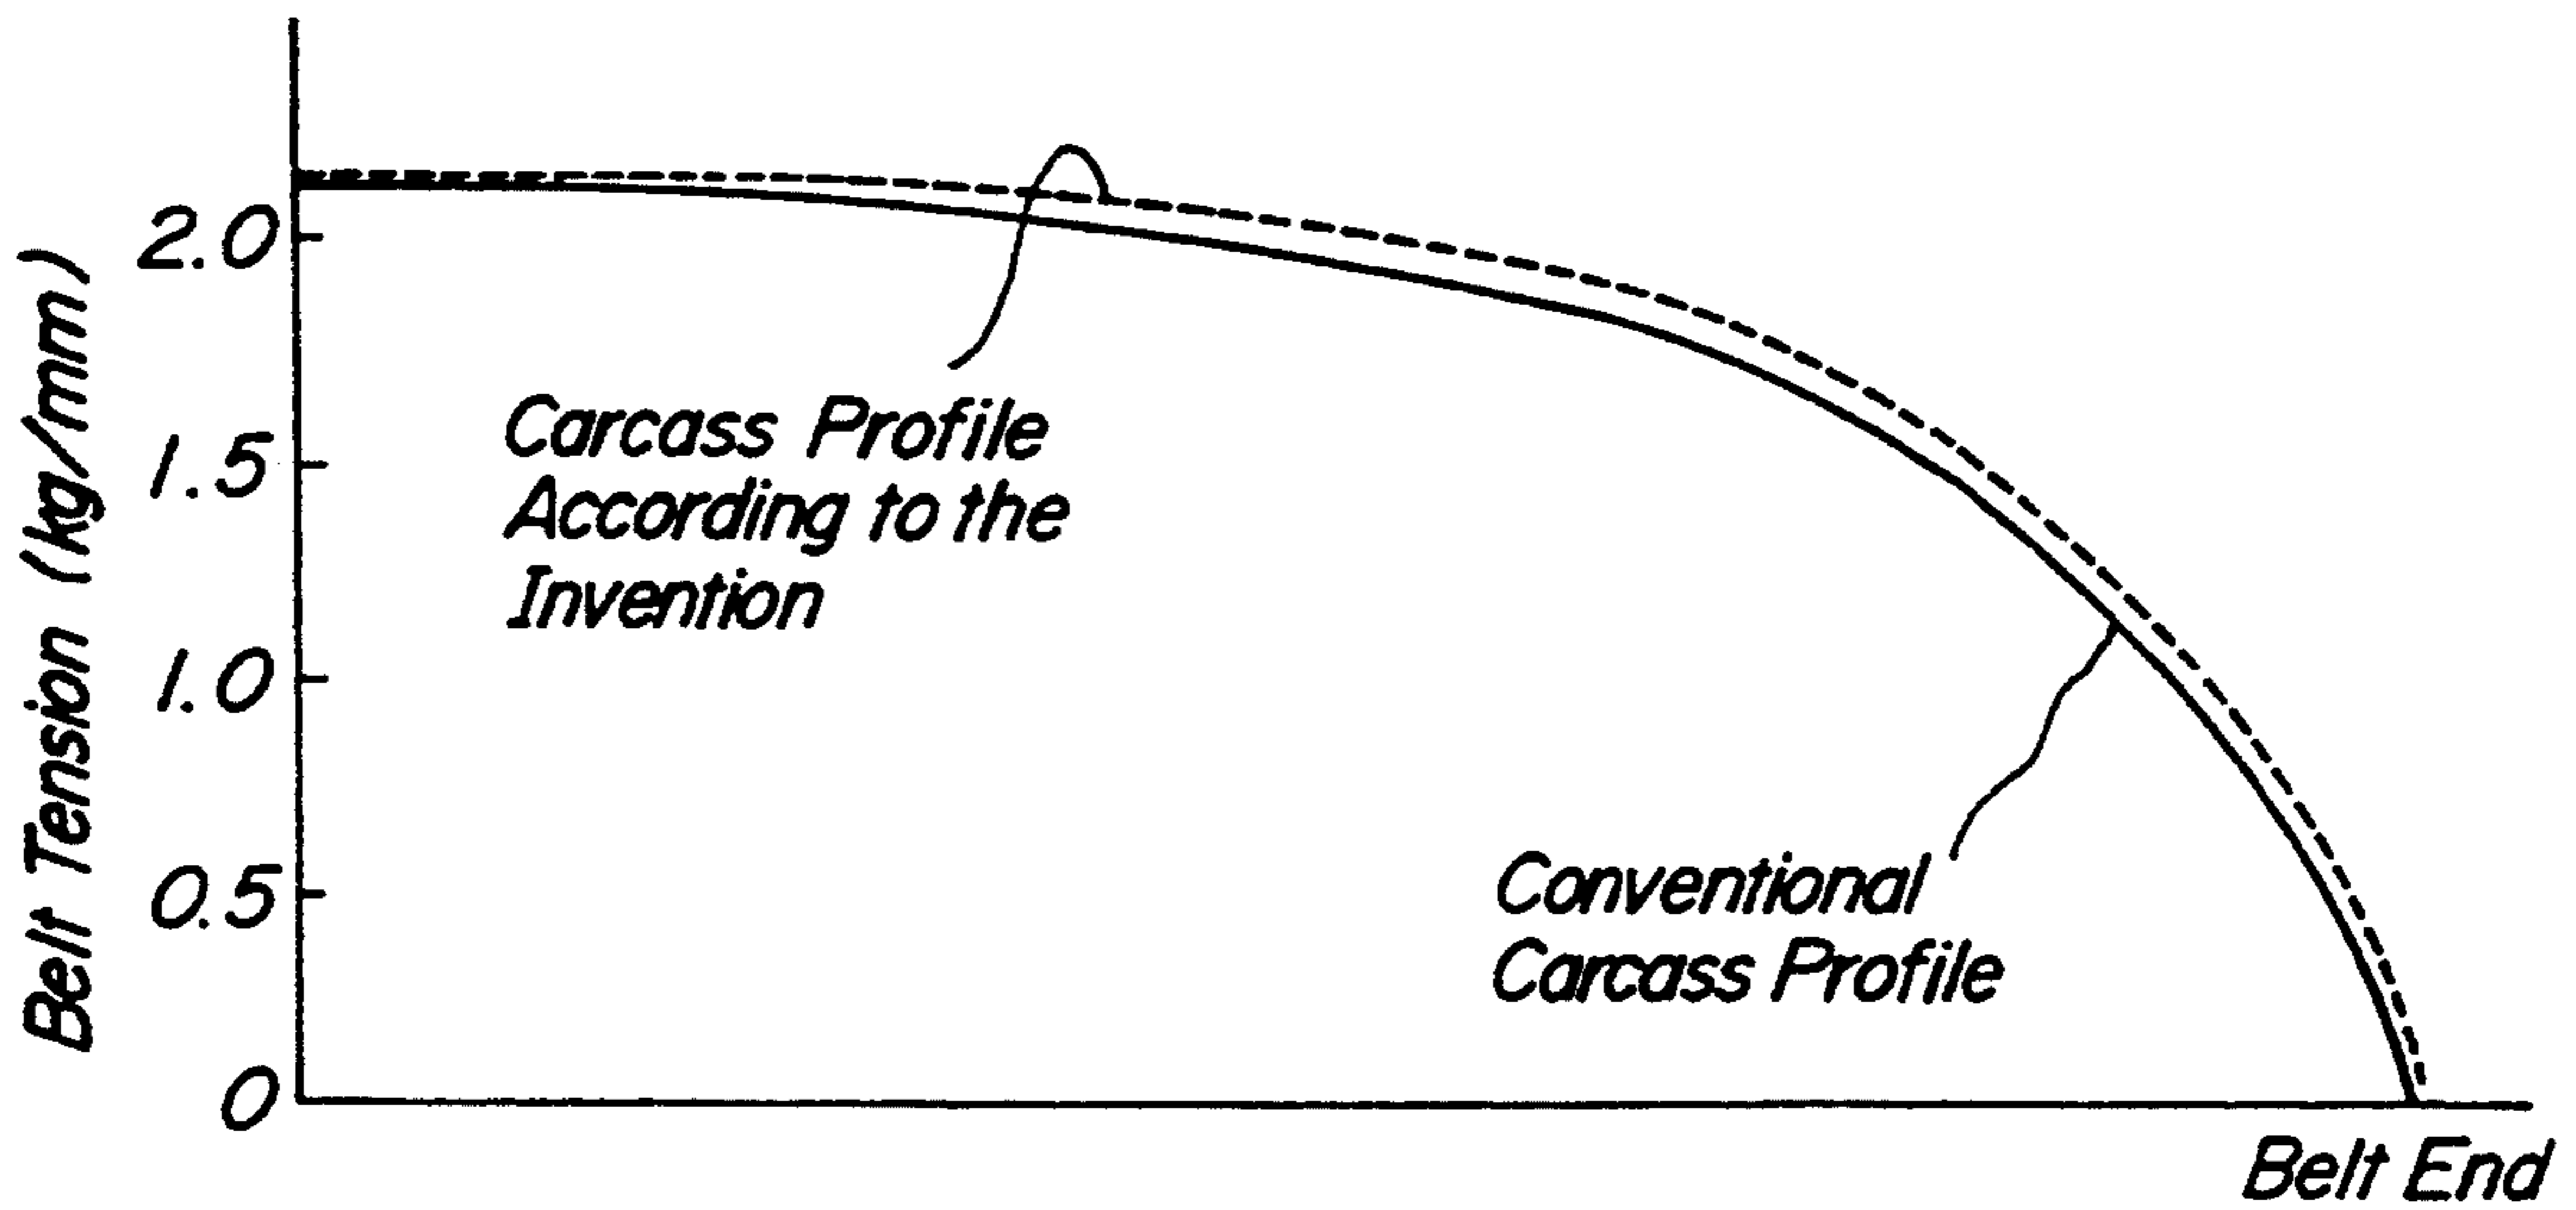 Belt Tension (kg/mm)
2.0
1.5
1.0
0.5
0
Carcass Profile
According to the
Invention
Conventional
Carcass Profile
Belt End